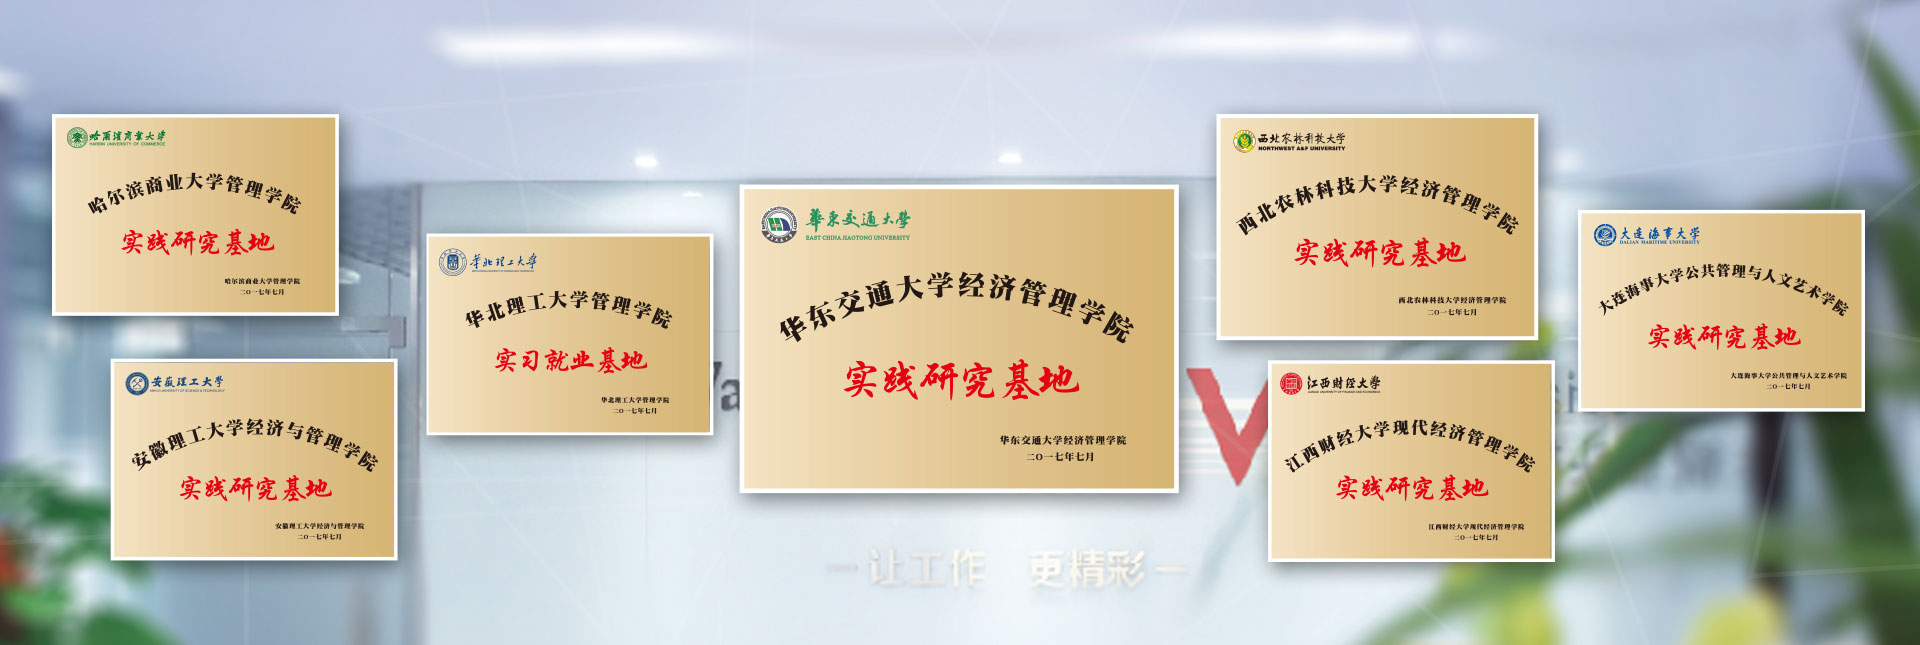 哈尔滨商业大学
HARBIN UNIVERSITY OF COMMERCE
哈尔滨商业大学管理学院
实践研究基地
哈尔滨商业大学管理学院
二〇一七年七月
安徽理工大学
安徽理工大学经济与管理学院
实践研究基地
安徽理工大学经济与管理学院
二〇一七年七月
华北理工大学
华北理工大学管理学院
实习就业基地
华北理工大学管理学院
二〇一七年七月
華東交通大學
EAST CHINA JIAOTONG UNIVERSITY
华东交通大学经济管理学院
实践研究基地
华东交通大学经济管理学院
二〇一七年七月
西北农林科技大学
NORTHWEST A&F UNIVERSITY
西北农林科技大学经济管理学院
实践研究基地
西北农林科技大学经济管理学院
二〇一七年七月
江西财经大学
江西财经大学现代经济管理学院
实践研究基地
江西财经大学现代经济管理学院
二〇一七年七月
大连海事大学
DALIAN MARITIME UNIVERSITY
大连海事大学公共管理与人文艺术学院
实践研究基地
大连海事大学公共管理与人文艺术学院
二〇一七年七月
让工作 更精彩